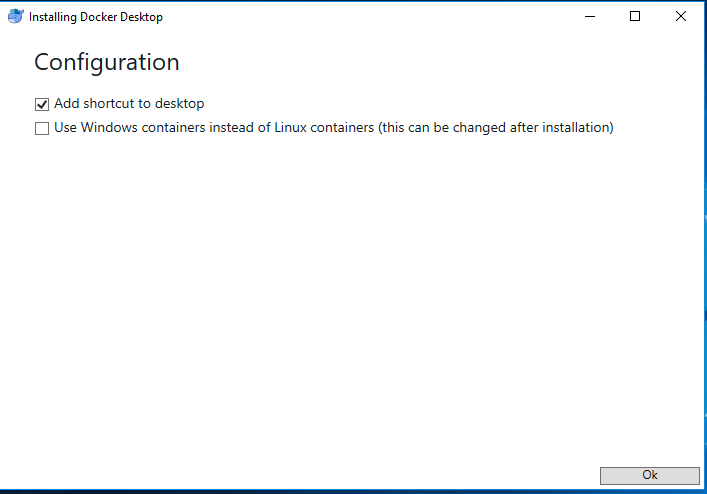 Installing Docker Desktop
Configuration
Add shortcut to desktop
Use Windows containers instead of Linux containers (this can be changed after installation)
Ok